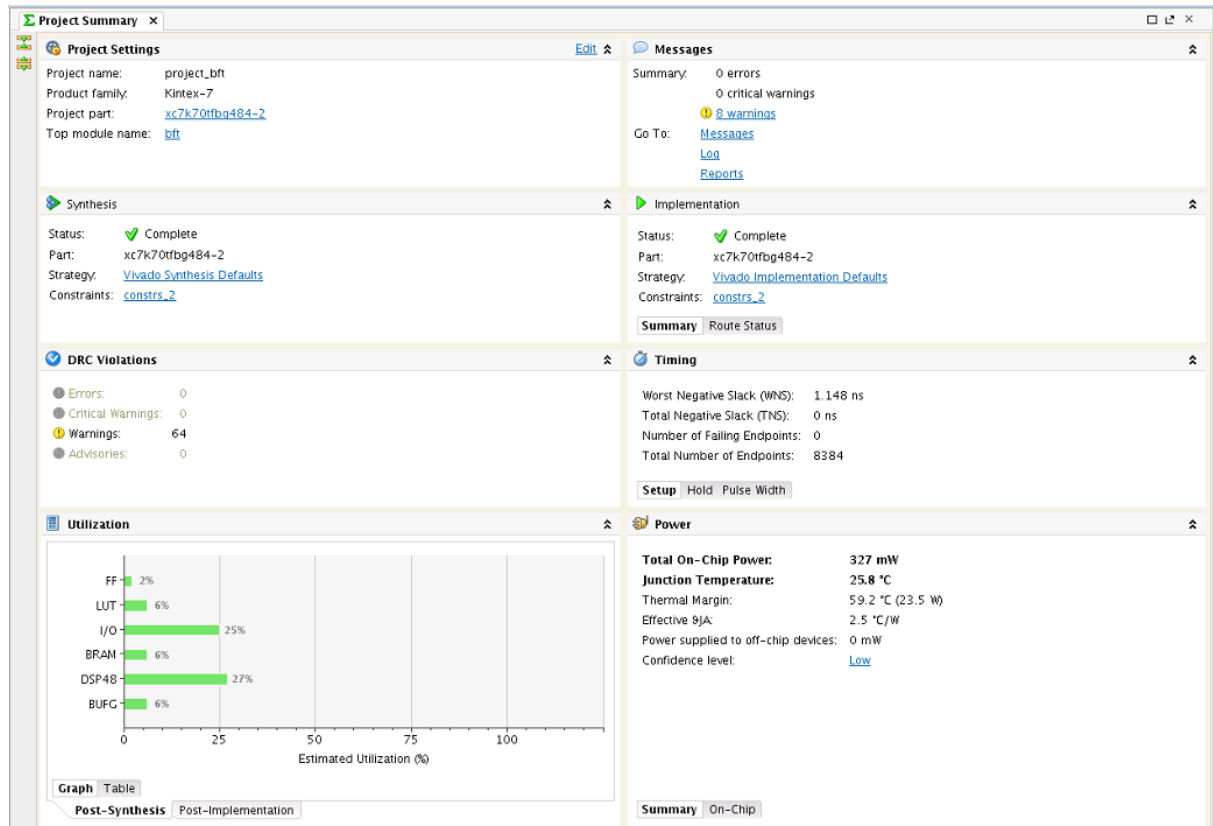 Project Summary
Project Settings Edit
Project name: project_bft
Product family: Kintex-7
Project part: xc7k70tfbg484-2
Top module name: bft
Messages
Summary: 0 errors
0 critical warnings
8 warnings
Go To: Messages
Log
Reports
Synthesis
Status: Complete
Part: xc7k70tfbg484-2
Strategy: Vivado Synthesis Defaults
Constraints: constrs_2
Implementation
Status: Complete
Part: xc7k70tfbg484-2
Strategy: Vivado Implementation Defaults
Constraints: constrs_2
Summary Route Status
DRC Violations
Errors: 0
Critical Warnings: 0
Warnings: 64
Advisories: 0
Timing
Worst Negative Slack (WNS): 1.148 ns
Total Negative Slack (TNS): 0 ns
Number of Failing Endpoints: 0
Total Number of Endpoints: 8384
Setup Hold Pulse Width
Utilization
FF 2%
LUT 6%
I/O 25%
BRAM 6%
DSP48 27%
BUFG 6%
0 25 50 75 100
Estimated Utilization (%)
Graph Table
Post-Synthesis Post-Implementation
Power
Total On-Chip Power: 327 mW
Junction Temperature: 25.8 °C
Thermal Margin: 59.2 °C (23.5 W)
Effective ϑJA: 2.5 °C/W
Power supplied to off-chip devices: 0 mW
Confidence level: Low
Summary On-Chip